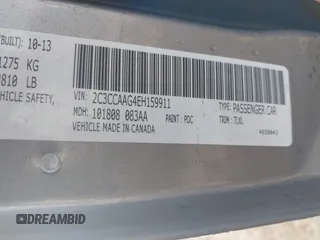 (BUILT): 10-13
1275 KG
2810 LB
VEHICLE SAFETY,
VIN: 2C3CCAAG4EH159911
TYPE: PASSENGER CAR
MDH: 101808 083AA
PAINT: PDC
TRIM: TLXL
VEHICLE MADE IN CANADA
© DREAMBID